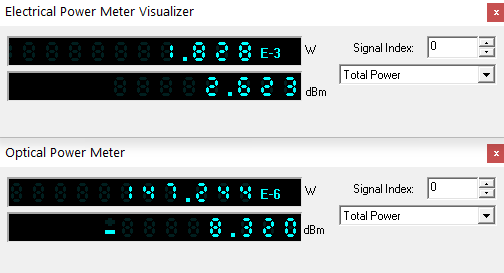 Electrical Power Meter Visualizer x
1.828 E-3 W Signal Index: 0
Total Power
2.623 dBm
Optical Power Meter x
147.244 E-6 W Signal Index: 0
Total Power
- 8.320 dBm